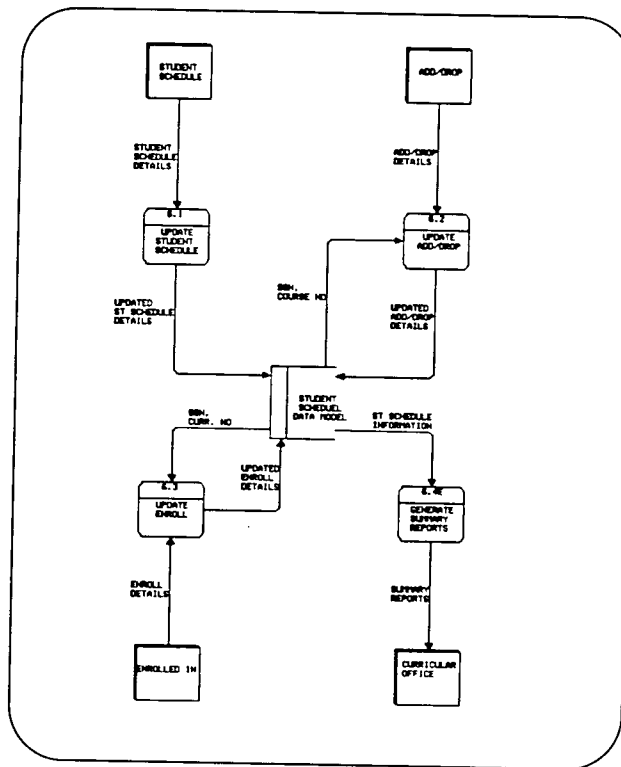 STUDENT
SCHEDULE
ADD/DROP
STUDENT
SCHEDULE
DETAILS
ADD/DROP
DETAILS
6.1
UPDATE
STUDENT
SCHEDULE
6.2
UPDATE
ADD/DROP
SSN,
COURSE NO
UPDATED
ST SCHEDULE
DETAILS
UPDATED
ADD/DROP
DETAILS
STUDENT
SCHEDUEL
DATA MODEL
SSN,
CURR. NO
ST SCHEDULE
INFORMATION
UPDATED
ENROLL
DETAILS
6.3
UPDATE
ENROLL
6.4E
GENERATE
SUMMARY
REPORTS
ENROLL
DETAILS
SUMMARY
REPORTS
ENROLLED IN
CURRICULAR
OFFICE